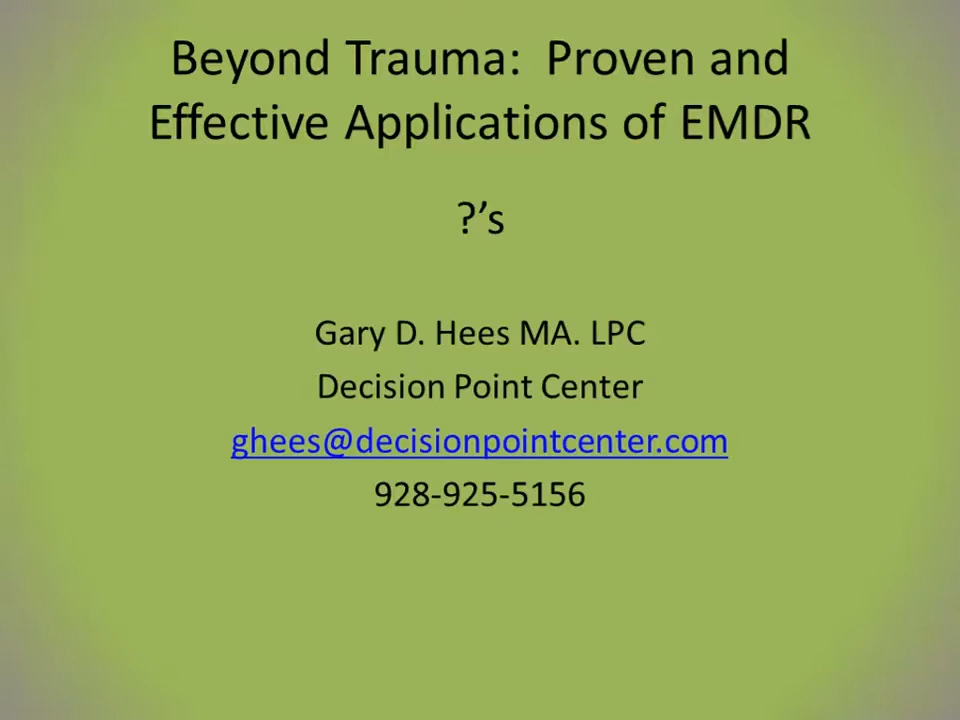 Beyond Trauma:  Proven and
Effective Applications of EMDR
?’s
Gary D. Hees MA. LPC
Decision Point Center
ghees@decisionpointcenter.com
928-925-5156